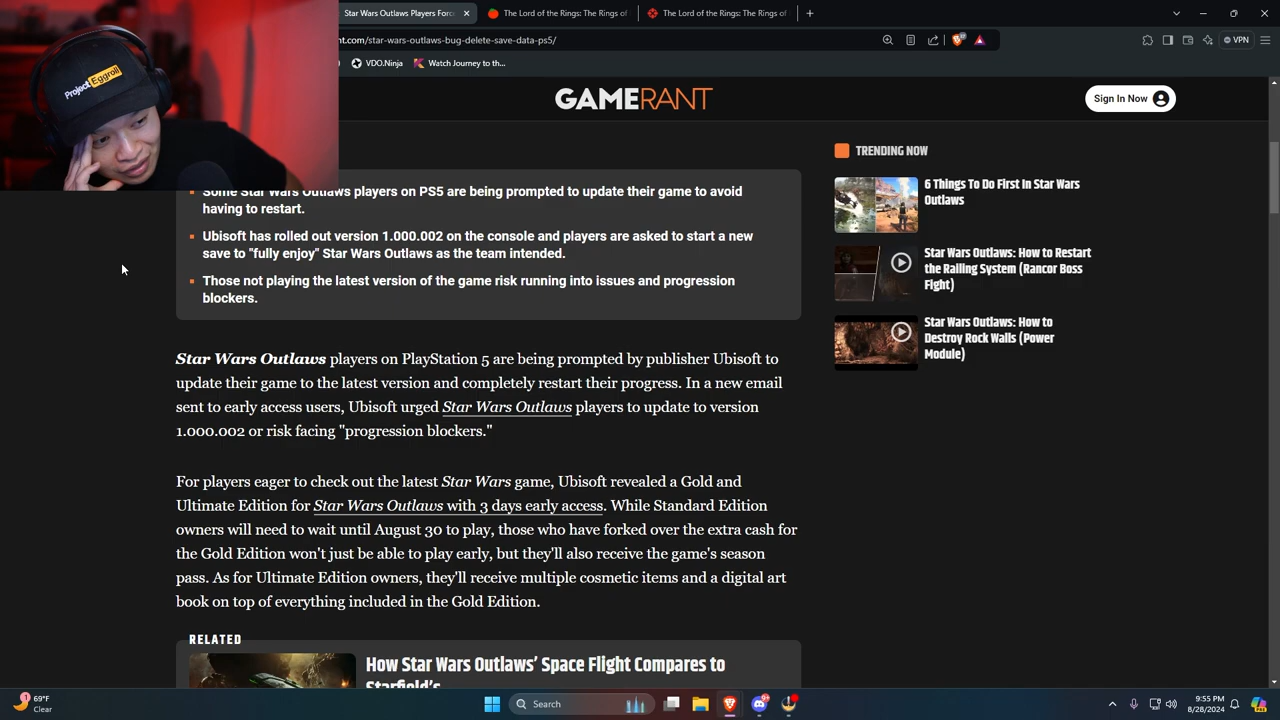 Star Wars Outlaws Players Forc
The Lord of the Rings: The Rings of
The Lord of the Rings: The Rings of
nt.com/star-wars-outlaws-bug-delete-save-data-ps5/
VPN
VDO.Ninja
Watch Journey to th...
Project Eggroll
GAMERANT
Sign In Now
Some Star Wars Outlaws players on PS5 are being prompted to update their game to avoid
having to restart.
Ubisoft has rolled out version 1.000.002 on the console and players are asked to start a new
save to "fully enjoy" Star Wars Outlaws as the team intended.
Those not playing the latest version of the game risk running into issues and progression
blockers.
Star Wars Outlaws players on PlayStation 5 are being prompted by publisher Ubisoft to
update their game to the latest version and completely restart their progress. In a new email
sent to early access users, Ubisoft urged Star Wars Outlaws players to update to version
1.000.002 or risk facing "progression blockers."
For players eager to check out the latest Star Wars game, Ubisoft revealed a Gold and
Ultimate Edition for Star Wars Outlaws with 3 days early access. While Standard Edition
owners will need to wait until August 30 to play, those who have forked over the extra cash for
the Gold Edition won't just be able to play early, but they'll also receive the game's season
pass. As for Ultimate Edition owners, they'll receive multiple cosmetic items and a digital art
book on top of everything included in the Gold Edition.
RELATED
How Star Wars Outlaws' Space Flight Compares to
Starfield's
TRENDING NOW
6 Things To Do First In Star Wars
Outlaws
Star Wars Outlaws: How to Restart
the Railing System (Rancor Boss
Fight)
Star Wars Outlaws: How to
Destroy Rock Walls (Power
Module)
1
69°F
Clear
Search
9:55 PM
8/28/2024